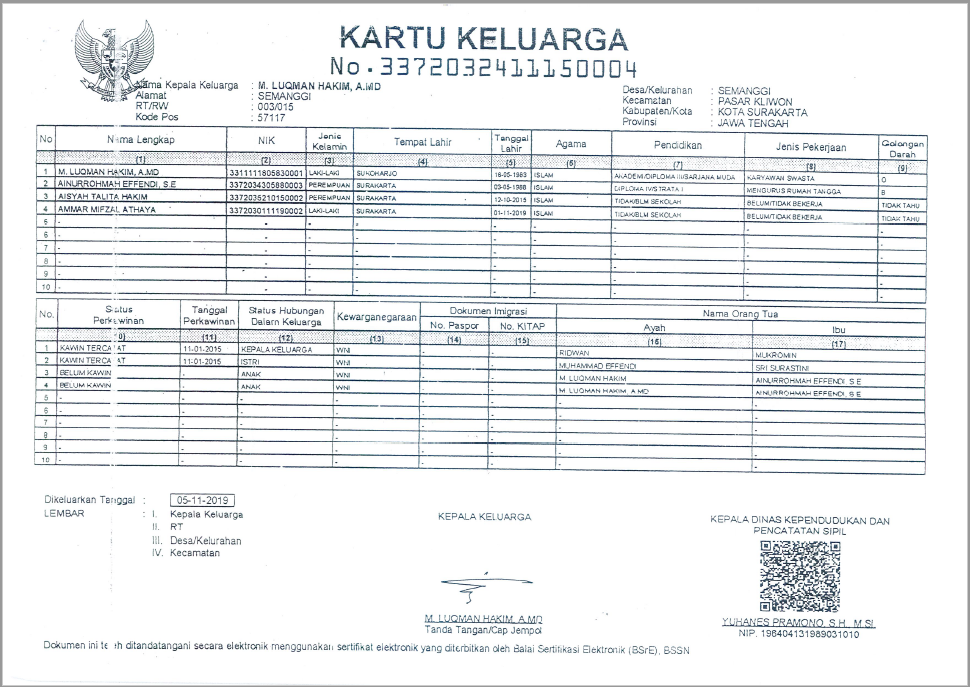 KARTU KELUARGA
No.3372032411150004
Nama Kepala Keluarga : M. LUQMAN HAKIM, A.MD
Alamat : SEMANGGI
RT/RW : 003/015
Kode Pos : 57117
Desa/Kelurahan : SEMANGGI
Kecamatan : PASAR KLIWON
Kabupaten/Kota : KOTA SURAKARTA
Provinsi : JAWA TENGAH
No Nama Lengkap NIK Jenis Kelamin Tempat Lahir Tanggal Lahir Agama Pendidikan Jenis Pekerjaan Golongan Darah
(1) (2) (3) (4) (5) (6) (7) (8) (9)
1 M. LUQMAN HAKIM, A.MD 3311111805830001 LAKI-LAKI SUKOHARJO 18-05-1983 ISLAM AKADEMI/DIPLOMA III/SARJANA MUDA KARYAWAN SWASTA O
2 AINURROHMAH EFFENDI, S.E 3372034305880003 PEREMPUAN SURAKARTA 03-05-1988 ISLAM DIPLOMA IV/STRATA I MENGURUS RUMAH TANGGA B
3 AISYAH TALITA HAKIM 3372035210150002 PEREMPUAN SURAKARTA 12-10-2015 ISLAM TIDAK/BLM SEKOLAH BELUM/TIDAK BEKERJA TIDAK TAHU
4 AMMAR MIFZAL ATHAYA 3372030111190002 LAKI-LAKI SURAKARTA 01-11-2019 ISLAM TIDAK/BLM SEKOLAH BELUM/TIDAK BEKERJA TIDAK TAHU
5 - - - - - - - - -
6 - - - - - - - - -
7 - - - - - - - - -
8 - - - - - - - - -
9 - - - - - - - - -
10 - - - - - - - - -
No. Status Perkawinan Tanggal Perkawinan Status Hubungan Dalam Keluarga Kewarganegaraan Dokumen Imigrasi Nama Orang Tua
No. Paspor No. KITAP Ayah Ibu
0) (11) (12) (13) (14) (15) (16) (17)
1 KAWIN TERCA AT 11-01-2015 KEPALA KELUARGA WNI - - RIDWAN MUKROMIN
2 KAWIN TERCA AT 11-01-2015 ISTRI WNI - - MUHAMMAD EFFENDI SRI SURASTINI
3 BELUM KAWIN - ANAK WNI - - M. LUQMAN HAKIM AINURROHMAH EFFENDI, S.E
4 BELUM KAWIN - ANAK WNI - - M. LUQMAN HAKIM, A.MD AINURROHMAH EFFENDI, S.E
5 - - - - - - - -
6 - - - - - - - -
7 - - - - - - - -
8 - - - - - - - -
9 - - - - - - - -
10 - - - - - - - -
Dikeluarkan Tanggal : 05-11-2019
LEMBAR : I. Kepala Keluarga
II. RT
III. Desa/Kelurahan
IV. Kecamatan
KEPALA KELUARGA
M. LUQMAN HAKIM, A.MD
Tanda Tangan/Cap Jempol
KEPALA DINAS KEPENDUDUKAN DAN
PENCATATAN SIPIL
YUHANES PRAMONO, S.H., M.SI.
NIP. 196404131989031010
Dokumen ini te ah ditandatangani secara elektronik menggunakan sertifikat elektronik yang diterbitkan oleh Balai Sertifikasi Elektronik (BSrE), BSSN